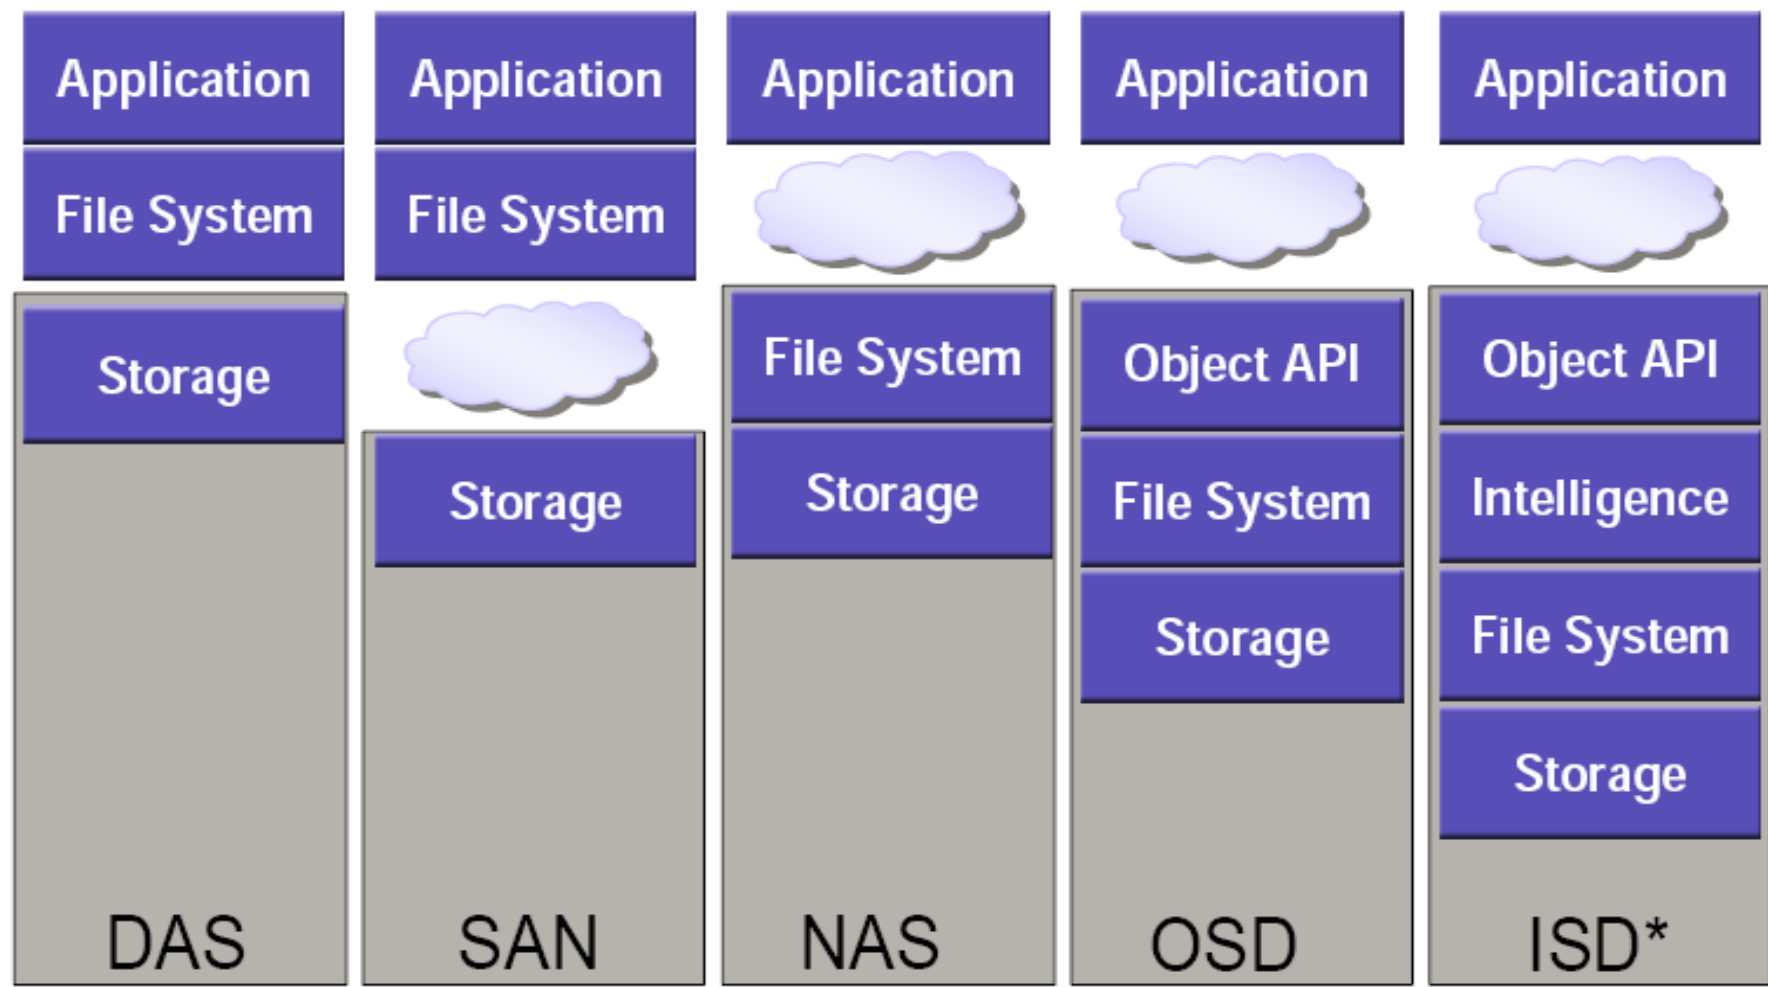 Application
File System
Storage
DAS
Application
File System
Storage
SAN
Application
File System
Storage
NAS
Application
Object API
File System
Storage
OSD
Application
Object API
Intelligence
File System
Storage
ISD*